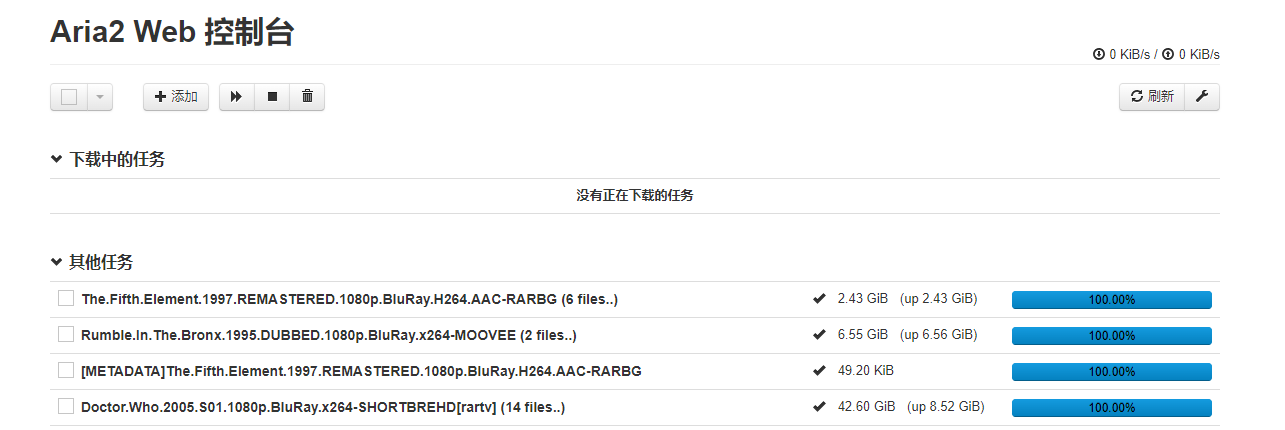 Aria2 Web 控制台
0 KiB/s / 0 KiB/s
添加 刷新
下载中的任务
没有正在下载的任务
其他任务
The.Fifth.Element.1997.REMASTERED.1080p.BluRay.H264.AAC-RARBG (6 files..) 2.43 GiB (up 2.43 GiB) 100.00%
Rumble.In.The.Bronx.1995.DUBBED.1080p.BluRay.x264-MOOVEE (2 files..) 6.55 GiB (up 6.56 GiB) 100.00%
[METADATA]The.Fifth.Element.1997.REMASTERED.1080p.BluRay.H264.AAC-RARBG 49.20 KiB 100.00%
Doctor.Who.2005.S01.1080p.BluRay.x264-SHORTBREHD[rartv] (14 files..) 42.60 GiB (up 8.52 GiB) 100.00%